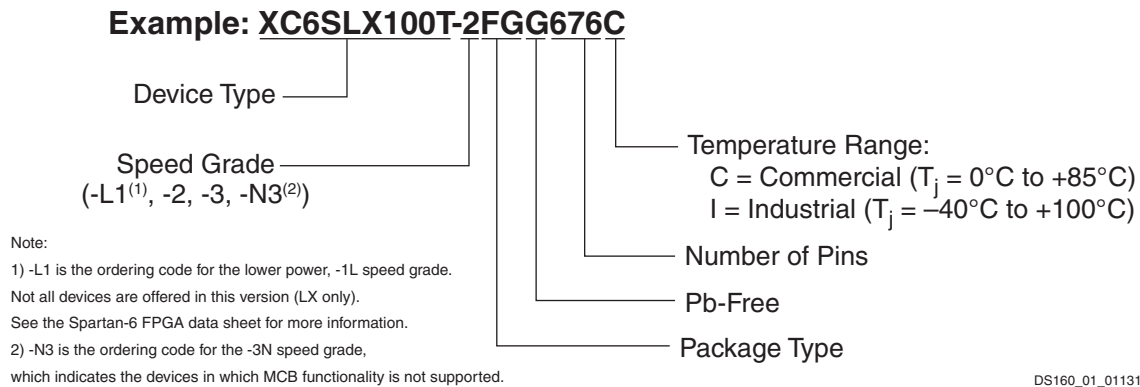 Example: XC6SLX100T-2FGG676C
Device Type
Speed Grade
(-L1(1), -2, -3, -N3(2))
Temperature Range:
C = Commercial (Tj = 0°C to +85°C)
I = Industrial (Tj = –40°C to +100°C)
Number of Pins
Pb-Free
Package Type
Note:
1) -L1 is the ordering code for the lower power, -1L speed grade.
Not all devices are offered in this version (LX only).
See the Spartan-6 FPGA data sheet for more information.
2) -N3 is the ordering code for the -3N speed grade,
which indicates the devices in which MCB functionality is not supported.
DS160_01_01131